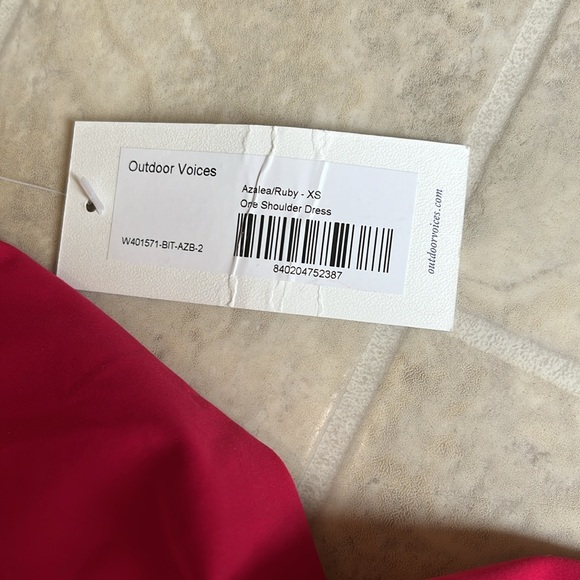 Outdoor Voices
Azalea/Ruby - XS
One Shoulder Dress
W401571-BIT-AZB-2
840204752387
outdoorvoices.com